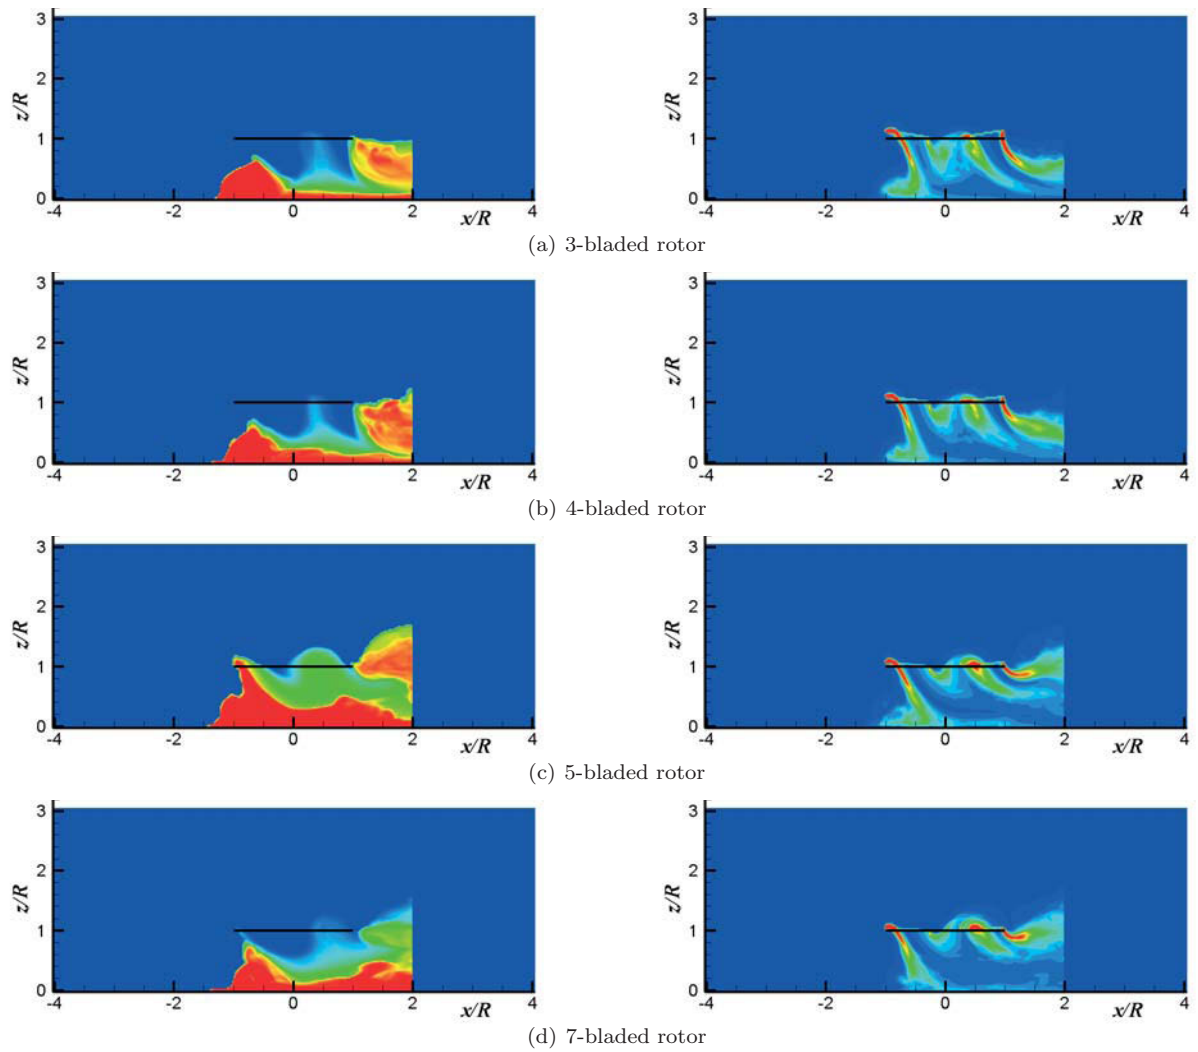 3 3
2 2
z/R z/R
1 1
0 0
-4 -2 0 2 4 -4 -2 0 2 4
x/R x/R
(a) 3-bladed rotor
3 3
2 2
z/R z/R
1 1
0 0
-4 -2 0 2 4 -4 -2 0 2 4
x/R x/R
(b) 4-bladed rotor
3 3
2 2
z/R z/R
1 1
0 0
-4 -2 0 2 4 -4 -2 0 2 4
x/R x/R
(c) 5-bladed rotor
3 3
2 2
z/R z/R
1 1
0 0
-4 -2 0 2 4 -4 -2 0 2 4
x/R x/R
(d) 7-bladed rotor